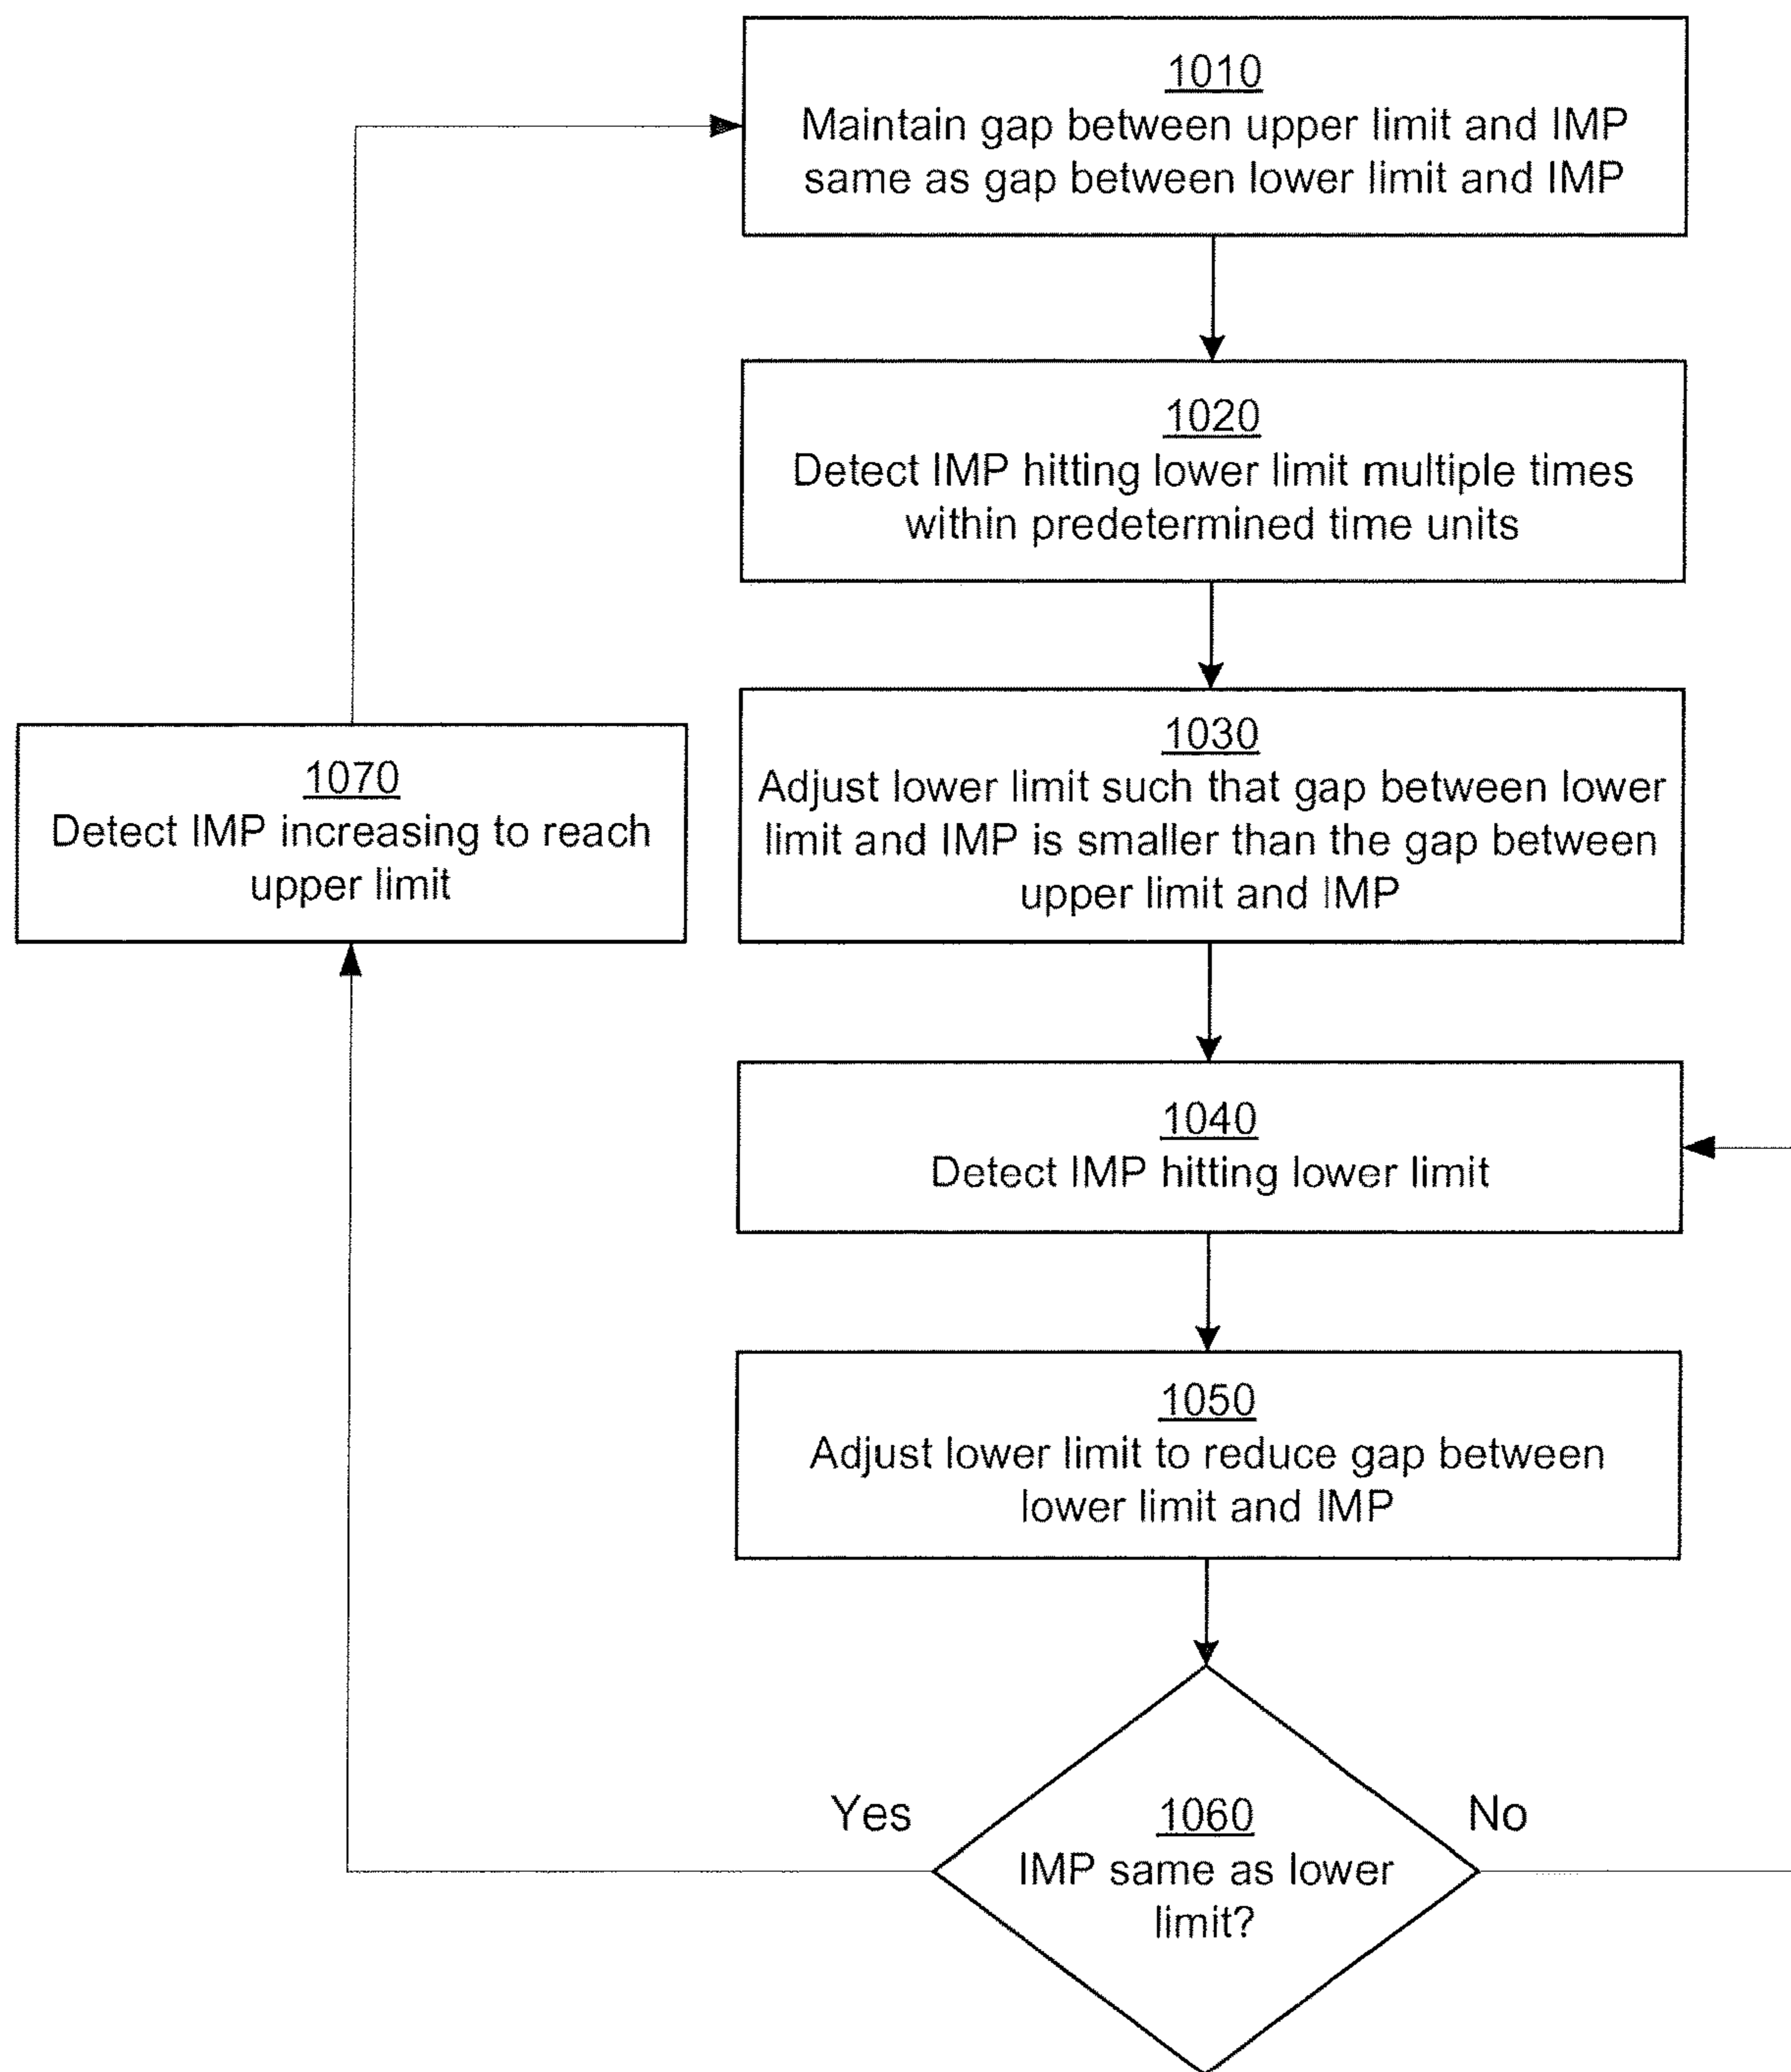 1010
Maintain gap between upper limit and IMP
same as gap between lower limit and IMP
1020
Detect IMP hitting lower limit multiple times
within predetermined time units
1030
Adjust lower limit such that gap between lower
limit and IMP is smaller than the gap between
upper limit and IMP
1070
Detect IMP increasing to reach
upper limit
1040
Detect IMP hitting lower limit
1050
Adjust lower limit to reduce gap between
lower limit and IMP
Yes
1060
IMP same as lower
limit?
No